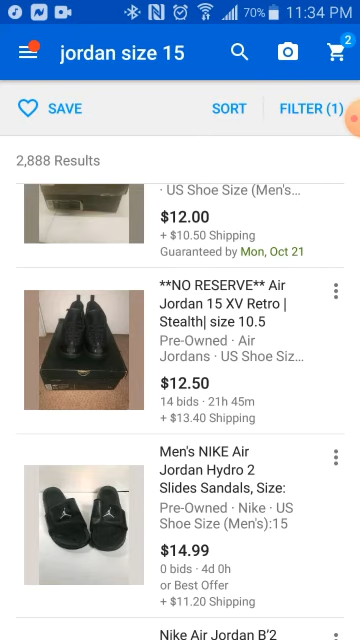 70% 11:34 PM
jordan size 15
2
SAVE
SORT
FILTER (1)
2,888 Results
· US Shoe Size (Men's...
$12.00
+ $10.50 Shipping
Guaranteed by Mon, Oct 21
**NO RESERVE** Air
Jordan 15 XV Retro |
Stealth| size 10.5
Pre-Owned · Air
Jordans · US Shoe Siz...
$12.50
14 bids · 21h 45m
+ $13.40 Shipping
Men's NIKE Air
Jordan Hydro 2
Slides Sandals, Size:
Pre-Owned · Nike · US
Shoe Size (Men's):15
$14.99
0 bids · 4d 0h
or Best Offer
+ $11.20 Shipping
Nike Air Jordan B'2